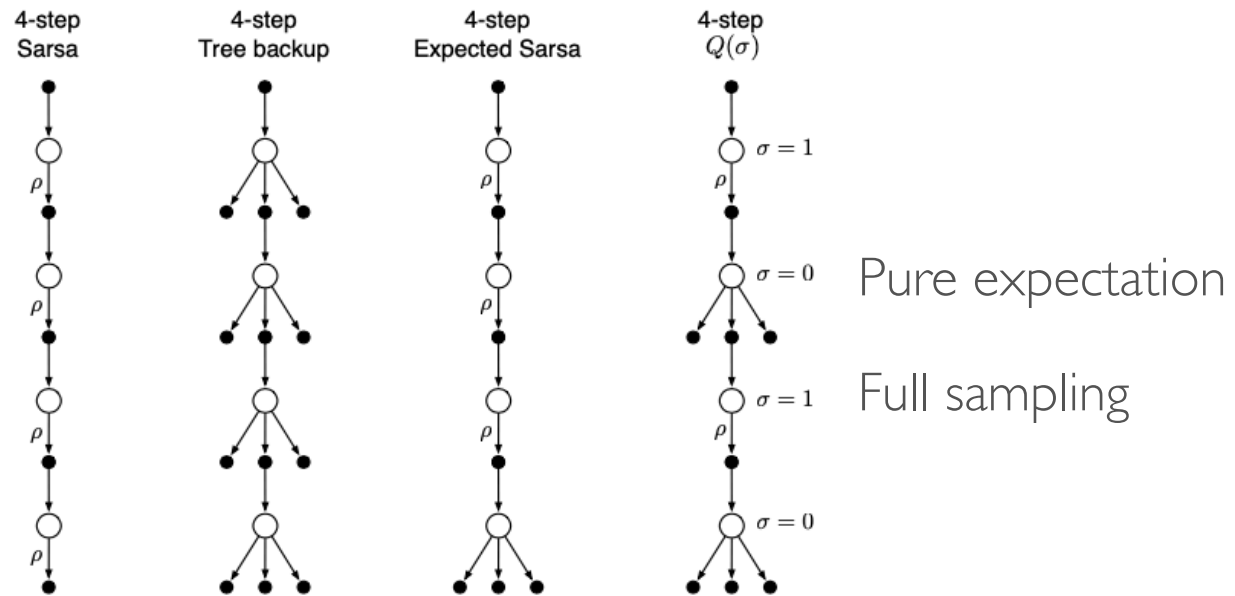 4-step
Sarsa
4-step
Tree backup
4-step
Expected Sarsa
4-step
Q(σ)
σ = 1
ρ
ρ
ρ
σ = 0
Pure expectation
ρ
ρ
σ = 1
Full sampling
ρ
ρ
ρ
σ = 0
ρ